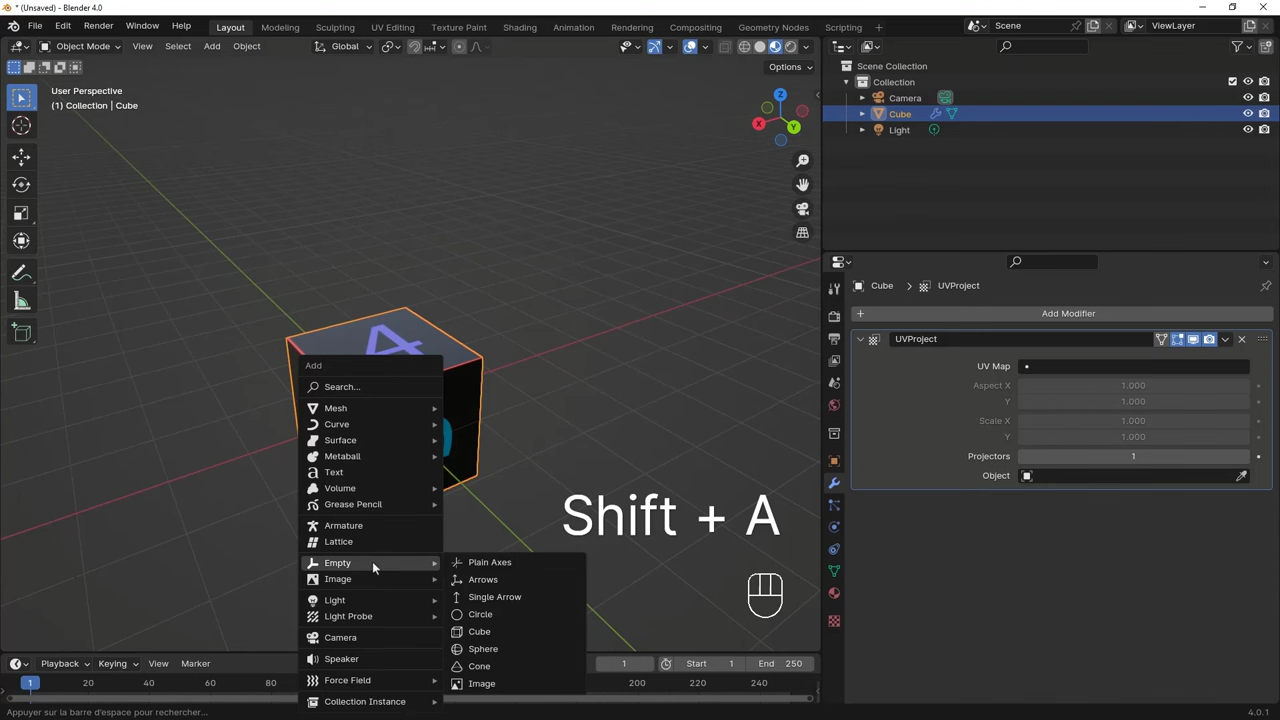 * (Unsaved) - Blender 4.0
File Edit Render Window Help Layout Modeling Sculpting UV Editing Texture Paint Shading Animation Rendering Compositing Geometry Nodes Scripting Scene ViewLayer
Object Mode View Select Add Object Global
Options
User Perspective
(1) Collection | Cube
Z
X
Y
4
Add
Search...
Mesh
Curve
Surface
Metaball
Text
Volume
Grease Pencil
Armature
Lattice
Empty
Image
Light
Light Probe
Camera
Speaker
Force Field
Collection Instance
Plain Axes
Arrows
Single Arrow
Circle
Cube
Sphere
Cone
Image
Shift + A
Scene Collection
Collection
Camera
Cube
Light
Cube > UVProject
+ Add Modifier
UVProject
UV Map
Aspect X 1.000
Y 1.000
Scale X 1.000
Y 1.000
Projectors 1
Object
Playback Keying View Marker 1 Start 1 End 250
1 20 40 60 80 100 200 220 240
Appuyer sur la barre d'espace pour rechercher...
4.0.1